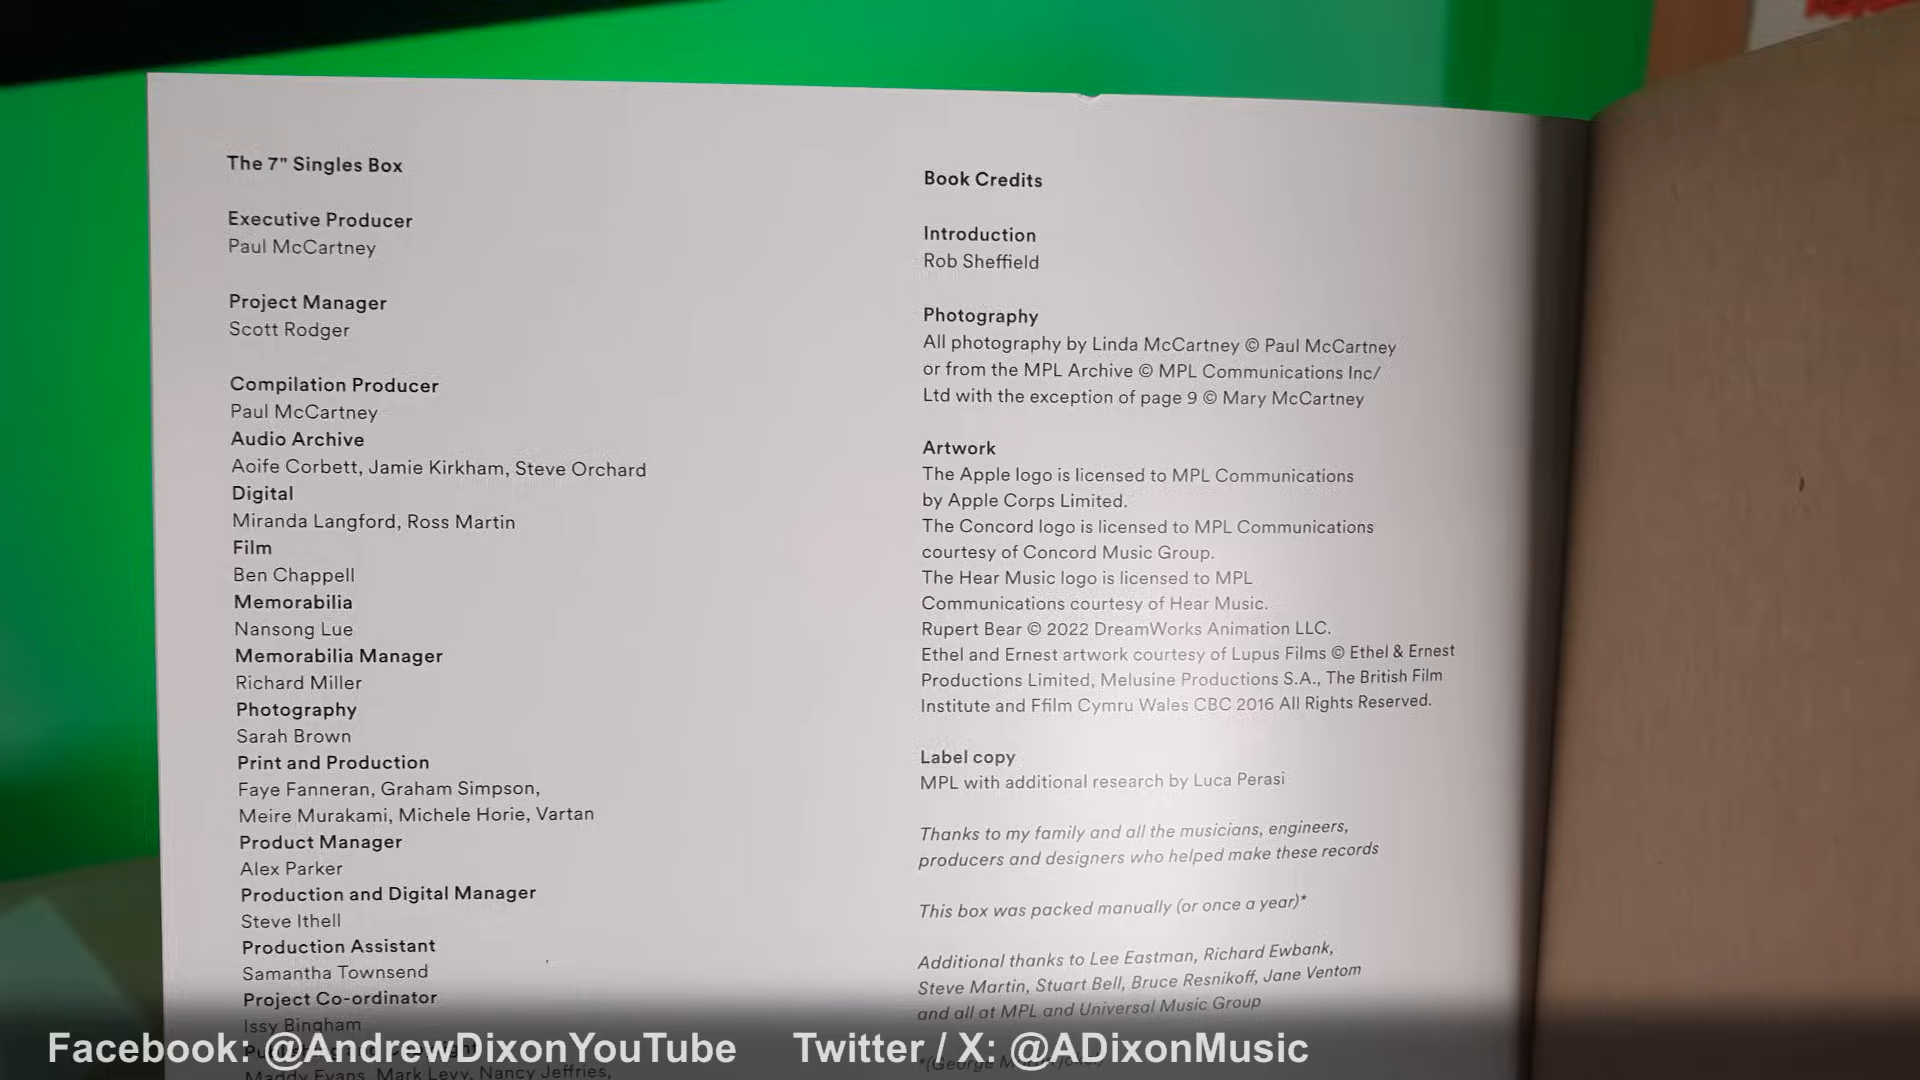 The 7" Singles Box
Executive Producer
Paul McCartney
Project Manager
Scott Rodger
Compilation Producer
Paul McCartney
Audio Archive
Aoife Corbett, Jamie Kirkham, Steve Orchard
Digital
Miranda Langford, Ross Martin
Film
Ben Chappell
Memorabilia
Nansong Lue
Memorabilia Manager
Richard Miller
Photography
Sarah Brown
Print and Production
Faye Fanneran, Graham Simpson,
Meire Murakami, Michele Horie, Vartan
Product Manager
Alex Parker
Production and Digital Manager
Steve Ithell
Production Assistant
Samantha Townsend
Project Co-ordinator
Issy Bingham
Maddy Evans, Mark Levy, Nancy Jeffries,
Book Credits
Introduction
Rob Sheffield
Photography
All photography by Linda McCartney © Paul McCartney
or from the MPL Archive © MPL Communications Inc/
Ltd with the exception of page 9 © Mary McCartney
Artwork
The Apple logo is licensed to MPL Communications
by Apple Corps Limited.
The Concord logo is licensed to MPL Communications
courtesy of Concord Music Group.
The Hear Music logo is licensed to MPL
Communications courtesy of Hear Music.
Rupert Bear © 2022 DreamWorks Animation LLC.
Ethel and Ernest artwork courtesy of Lupus Films © Ethel & Ernest
Productions Limited, Melusine Productions S.A., The British Film
Institute and Ffilm Cymru Wales CBC 2016 All Rights Reserved.
Label copy
MPL with additional research by Luca Perasi
Thanks to my family and all the musicians, engineers,
producers and designers who helped make these records
This box was packed manually (or once a year)*
Additional thanks to Lee Eastman, Richard Ewbank,
Steve Martin, Stuart Bell, Bruce Resnikoff, Jane Ventom
and all at MPL and Universal Music Group
*(George
Facebook: @AndrewDixonYouTube Twitter / X: @ADixonMusic